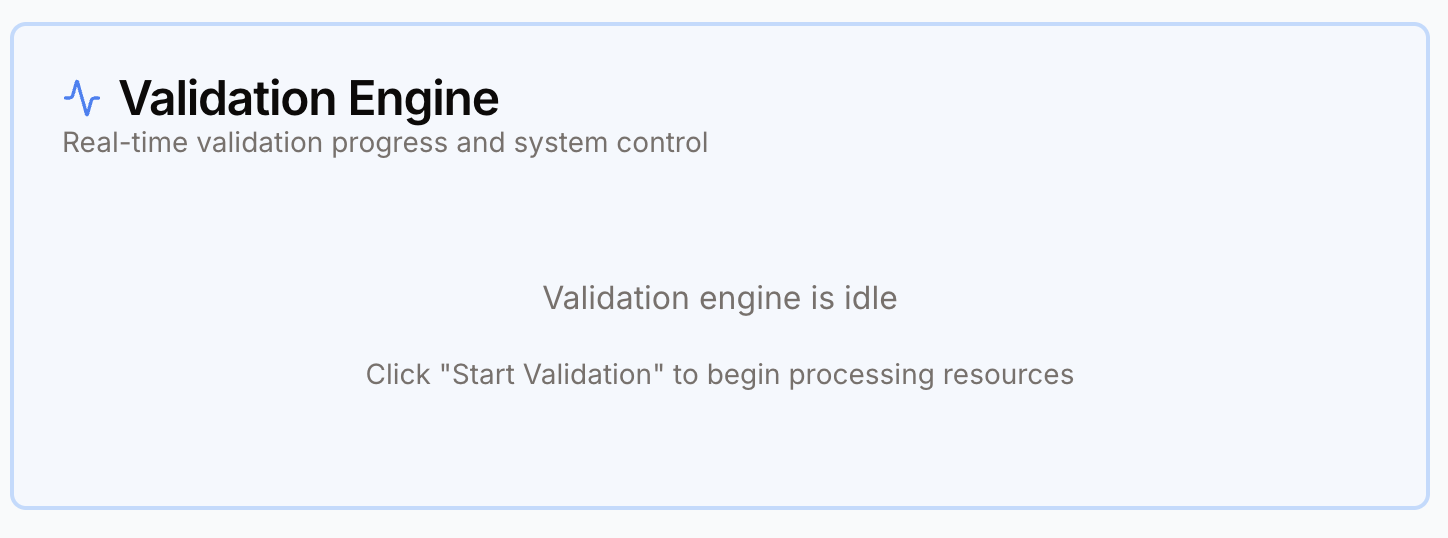 Validation Engine
Real-time validation progress and system control
Validation engine is idle
Click "Start Validation" to begin processing resources